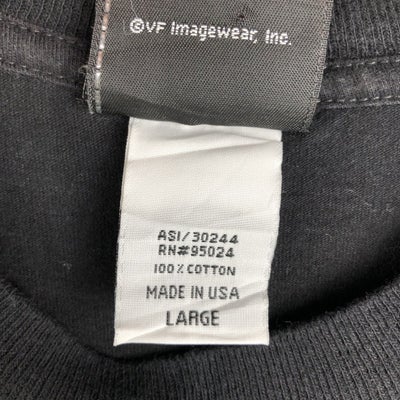 ©VF Imagewear, Inc.
ASI/30244
RN#95024
100% COTTON
MADE IN USA
LARGE